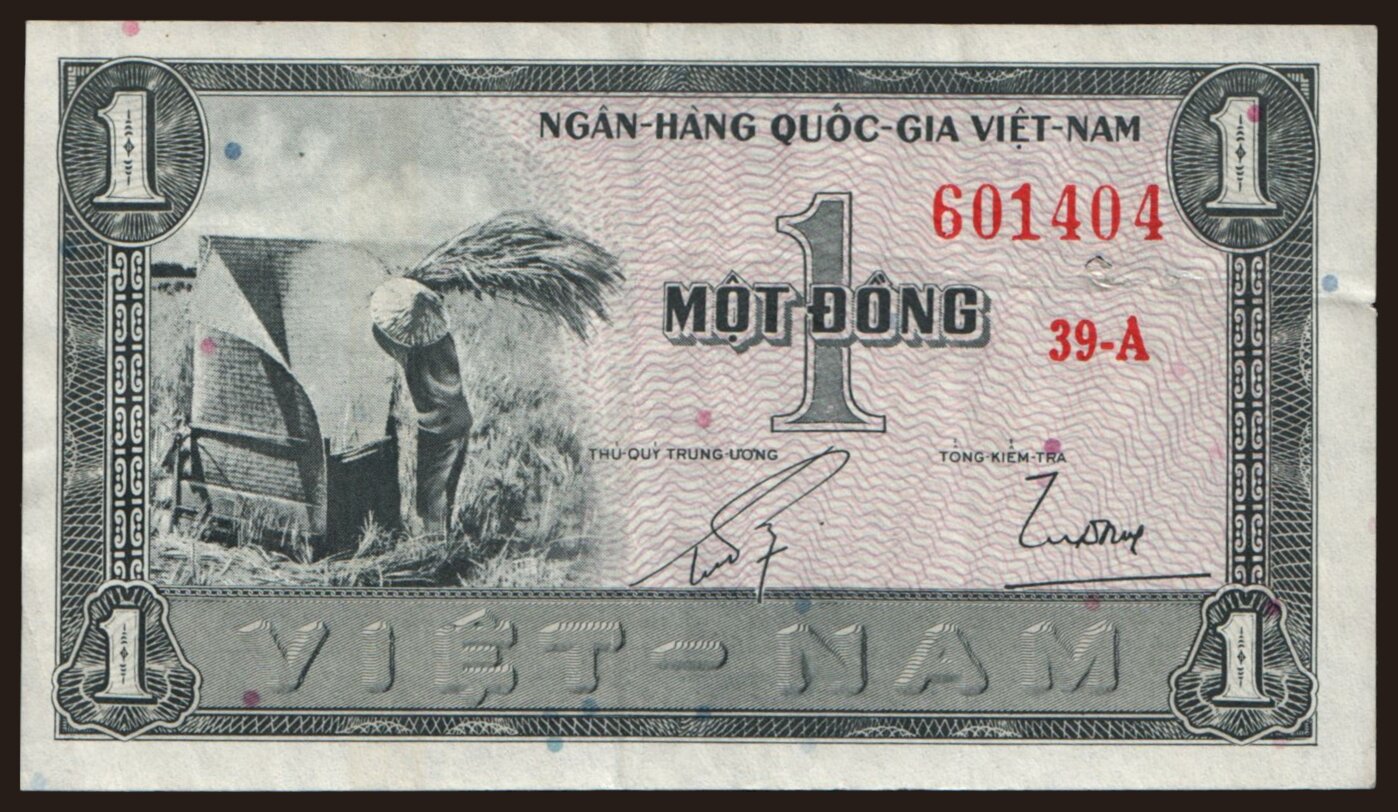 1
1
NGÂN-HÀNG QUỐC-GIA VIỆT-NAM
601404
1
MỘT ĐỒNG
39-A
THỦ-QUỸ TRUNG-ƯƠNG
TỔNG-KIỂM-TRA
VIỆT-NAM
1
1